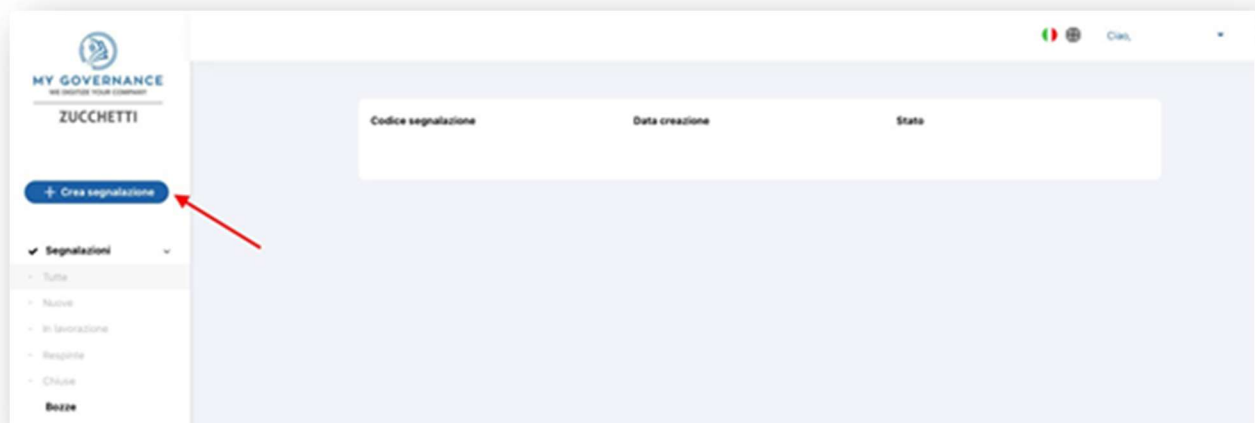 MY GOVERNANCE
WE DIGITIZE YOUR COMPANY
ZUCCHETTI
Ciao,
Codice segnalazione Data creazione Stato
+ Crea segnalazione
Segnalazioni
Tutte
Nuove
In lavorazione
Respinte
Chiuse
Bozze